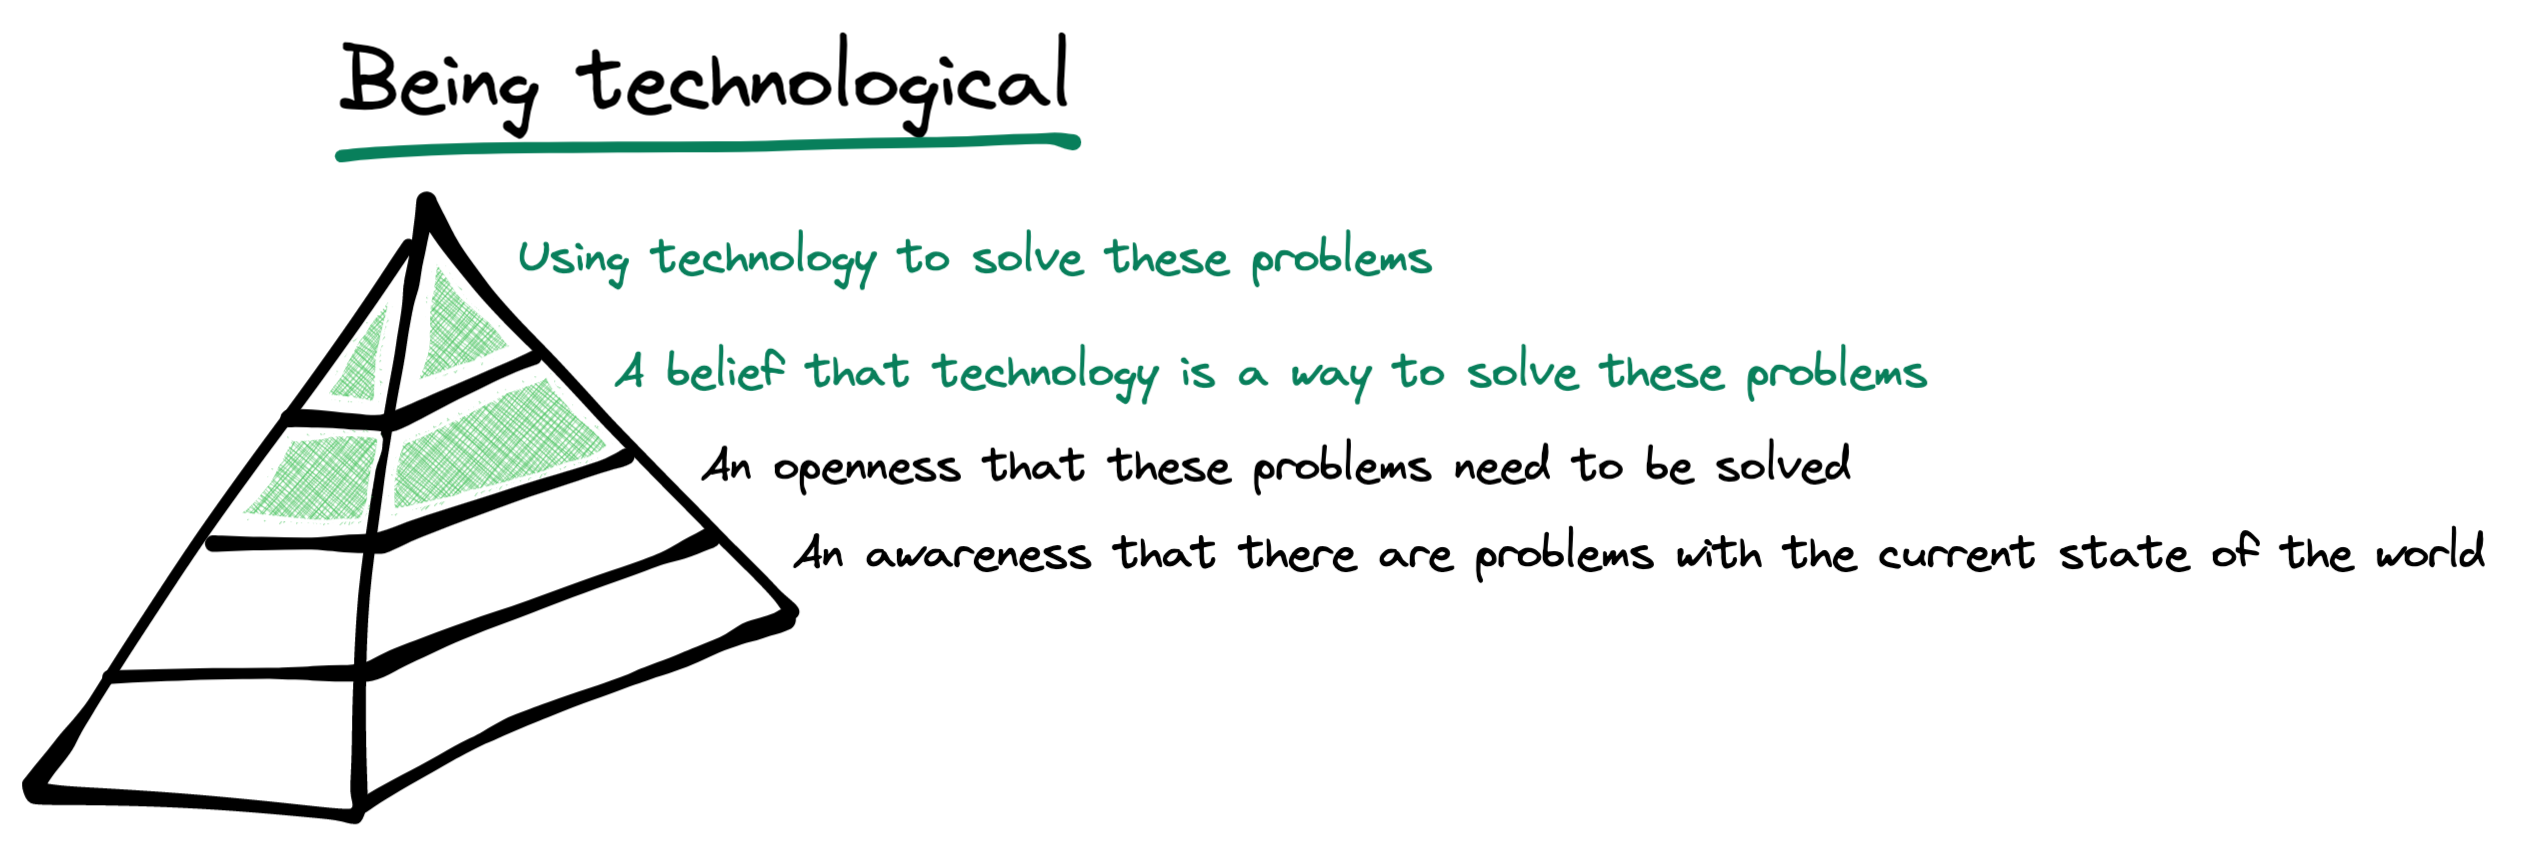 Being technological
Using technology to solve these problems
A belief that technology is a way to solve these problems
An openness that these problems need to be solved
An awareness that there are problems with the current state of the world